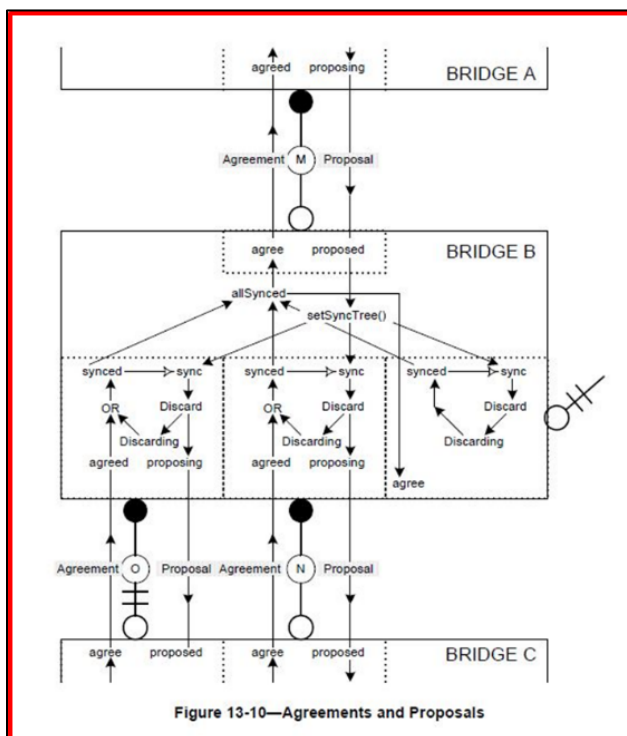 agreed proposing
BRIDGE A
Agreement M Proposal
agree proposed
BRIDGE B
allSynced
setSyncTree()
synced sync synced sync synced sync
OR Discard OR Discard Discard
Discarding Discarding Discarding
agreed proposing agreed proposing
agree
Agreement O Proposal Agreement N Proposal
agree proposed agree proposed
BRIDGE C
Figure 13-10—Agreements and Proposals